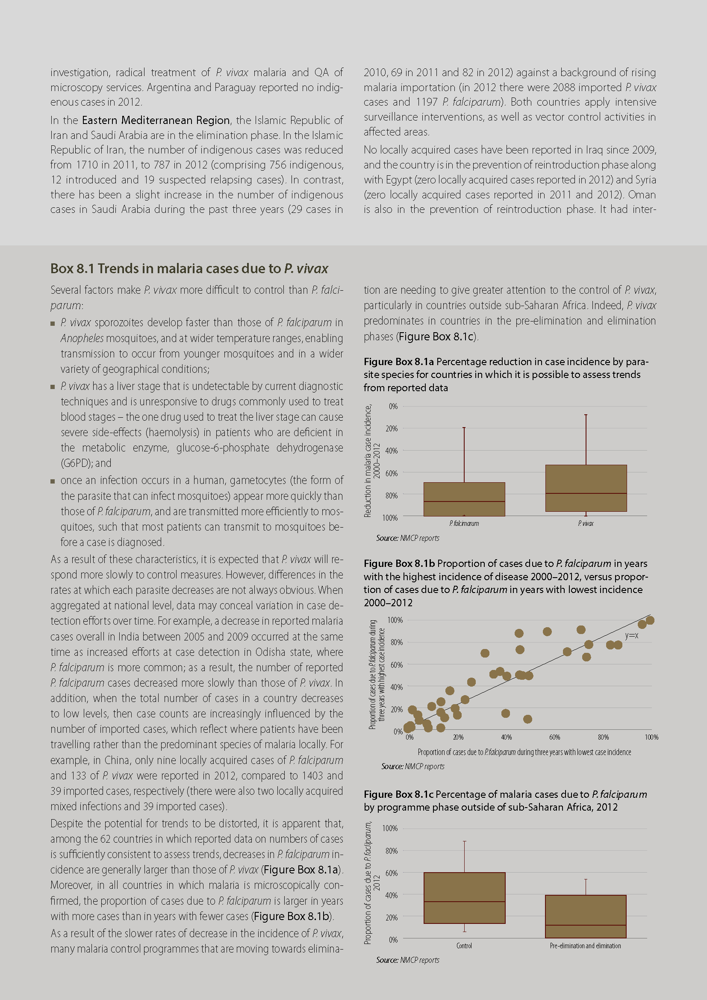 investigation, radical treatment of P. vivax malaria and QA of
microscopy services. Argentina and Paraguay reported no indig-
enous cases in 2012.
In the Eastern Mediterranean Region, the Islamic Republic of
Iran and Saudi Arabia are in the elimination phase. In the Islamic
Republic of Iran, the number of indigenous cases was reduced
from 1710 in 2011, to 787 in 2012 (comprising 756 indigenous,
12 introduced and 19 suspected relapsing cases). In contrast,
there has been a slight increase in the number of indigenous
cases in Saudi Arabia during the past three years (29 cases in
2010, 69 in 2011 and 82 in 2012) against a background of rising
malaria importation (in 2012 there were 2088 imported P. vivax
cases and 1197 P. falciparum). Both countries apply intensive
surveillance interventions, as well as vector control activities in
affected areas.
No locally acquired cases have been reported in Iraq since 2009,
and the country is in the prevention of reintroduction phase along
with Egypt (zero locally acquired cases reported in 2012) and Syria
(zero locally acquired cases reported in 2011 and 2012). Oman
is also in the prevention of reintroduction phase. It had inter-
Box 8.1 Trends in malaria cases due to P. vivax
Several factors make P. vivax more difficult to control than P. falci-
parum:
■ P. vivax sporozoites develop faster than those of P. falciparum in
Anopheles mosquitoes, and at wider temperature ranges, enabling
transmission to occur from younger mosquitoes and in a wider
variety of geographical conditions;
■ P. vivax has a liver stage that is undetectable by current diagnostic
techniques and is unresponsive to drugs commonly used to treat
blood stages – the one drug used to treat the liver stage can cause
severe side-effects (haemolysis) in patients who are deficient in
the metabolic enzyme, glucose-6-phosphate dehydrogenase
(G6PD); and
■ once an infection occurs in a human, gametocytes (the form of
the parasite that can infect mosquitoes) appear more quickly than
those of P. falciparum, and are transmitted more efficiently to mos-
quitoes, such that most patients can transmit to mosquitoes be-
fore a case is diagnosed.
As a result of these characteristics, it is expected that P. vivax will re-
spond more slowly to control measures. However, differences in the
rates at which each parasite decreases are not always obvious. When
aggregated at national level, data may conceal variation in case de-
tection efforts over time. For example, a decrease in reported malaria
cases overall in India between 2005 and 2009 occurred at the same
time as increased efforts at case detection in Odisha state, where
P. falciparum is more common; as a result, the number of reported
P. falciparum cases decreased more slowly than those of P. vivax. In
addition, when the total number of cases in a country decreases
to low levels, then case counts are increasingly influenced by the
number of imported cases, which reflect where patients have been
travelling rather than the predominant species of malaria locally. For
example, in China, only nine locally acquired cases of P. falciparum
and 133 of P. vivax were reported in 2012, compared to 1403 and
39 imported cases, respectively (there were also two locally acquired
mixed infections and 39 imported cases).
Despite the potential for trends to be distorted, it is apparent that,
among the 62 countries in which reported data on numbers of cases
is sufficiently consistent to assess trends, decreases in P. falciparum in-
cidence are generally larger than those of P. vivax (Figure Box 8.1a).
Moreover, in all countries in which malaria is microscopically con-
firmed, the proportion of cases due to P. falciparum is larger in years
with more cases than in years with fewer cases (Figure Box 8.1b).
As a result of the slower rates of decrease in the incidence of P. vivax,
many malaria control programmes that are moving towards elimina-
tion are needing to give greater attention to the control of P. vivax,
particularly in countries outside sub-Saharan Africa. Indeed, P. vivax
predominates in countries in the pre-elimination and elimination
phases (Figure Box 8.1c).
Figure Box 8.1a Percentage reduction in case incidence by para-
site species for countries in which it is possible to assess trends
from reported data
Reduction in malaria case incidence,
2000–2012
0%
20%
40%
60%
80%
100%
P. falcimarum
P. vivax
Source: NMCP reports
Figure Box 8.1b Proportion of cases due to P. falciparum in years
with the highest incidence of disease 2000–2012, versus propor-
tion of cases due to P. falciparum in years with lowest incidence
2000–2012
Proportion of cases due to P. falciparum during
three years with highest case incidence
100%
80%
60%
40%
20%
0%
y=x
0%
20%
40%
60%
80%
100%
Proportion of cases due to P. falciparum during three years with lowest case incidence
Source: NMCP reports
Figure Box 8.1c Percentage of malaria cases due to P. falciparum
by programme phase outside of sub-Saharan Africa, 2012
Proportion of cases due to P. facliparum,
2012
100%
80%
60%
40%
20%
0%
Control
Pre-elimination and elimination
Source: NMCP reports